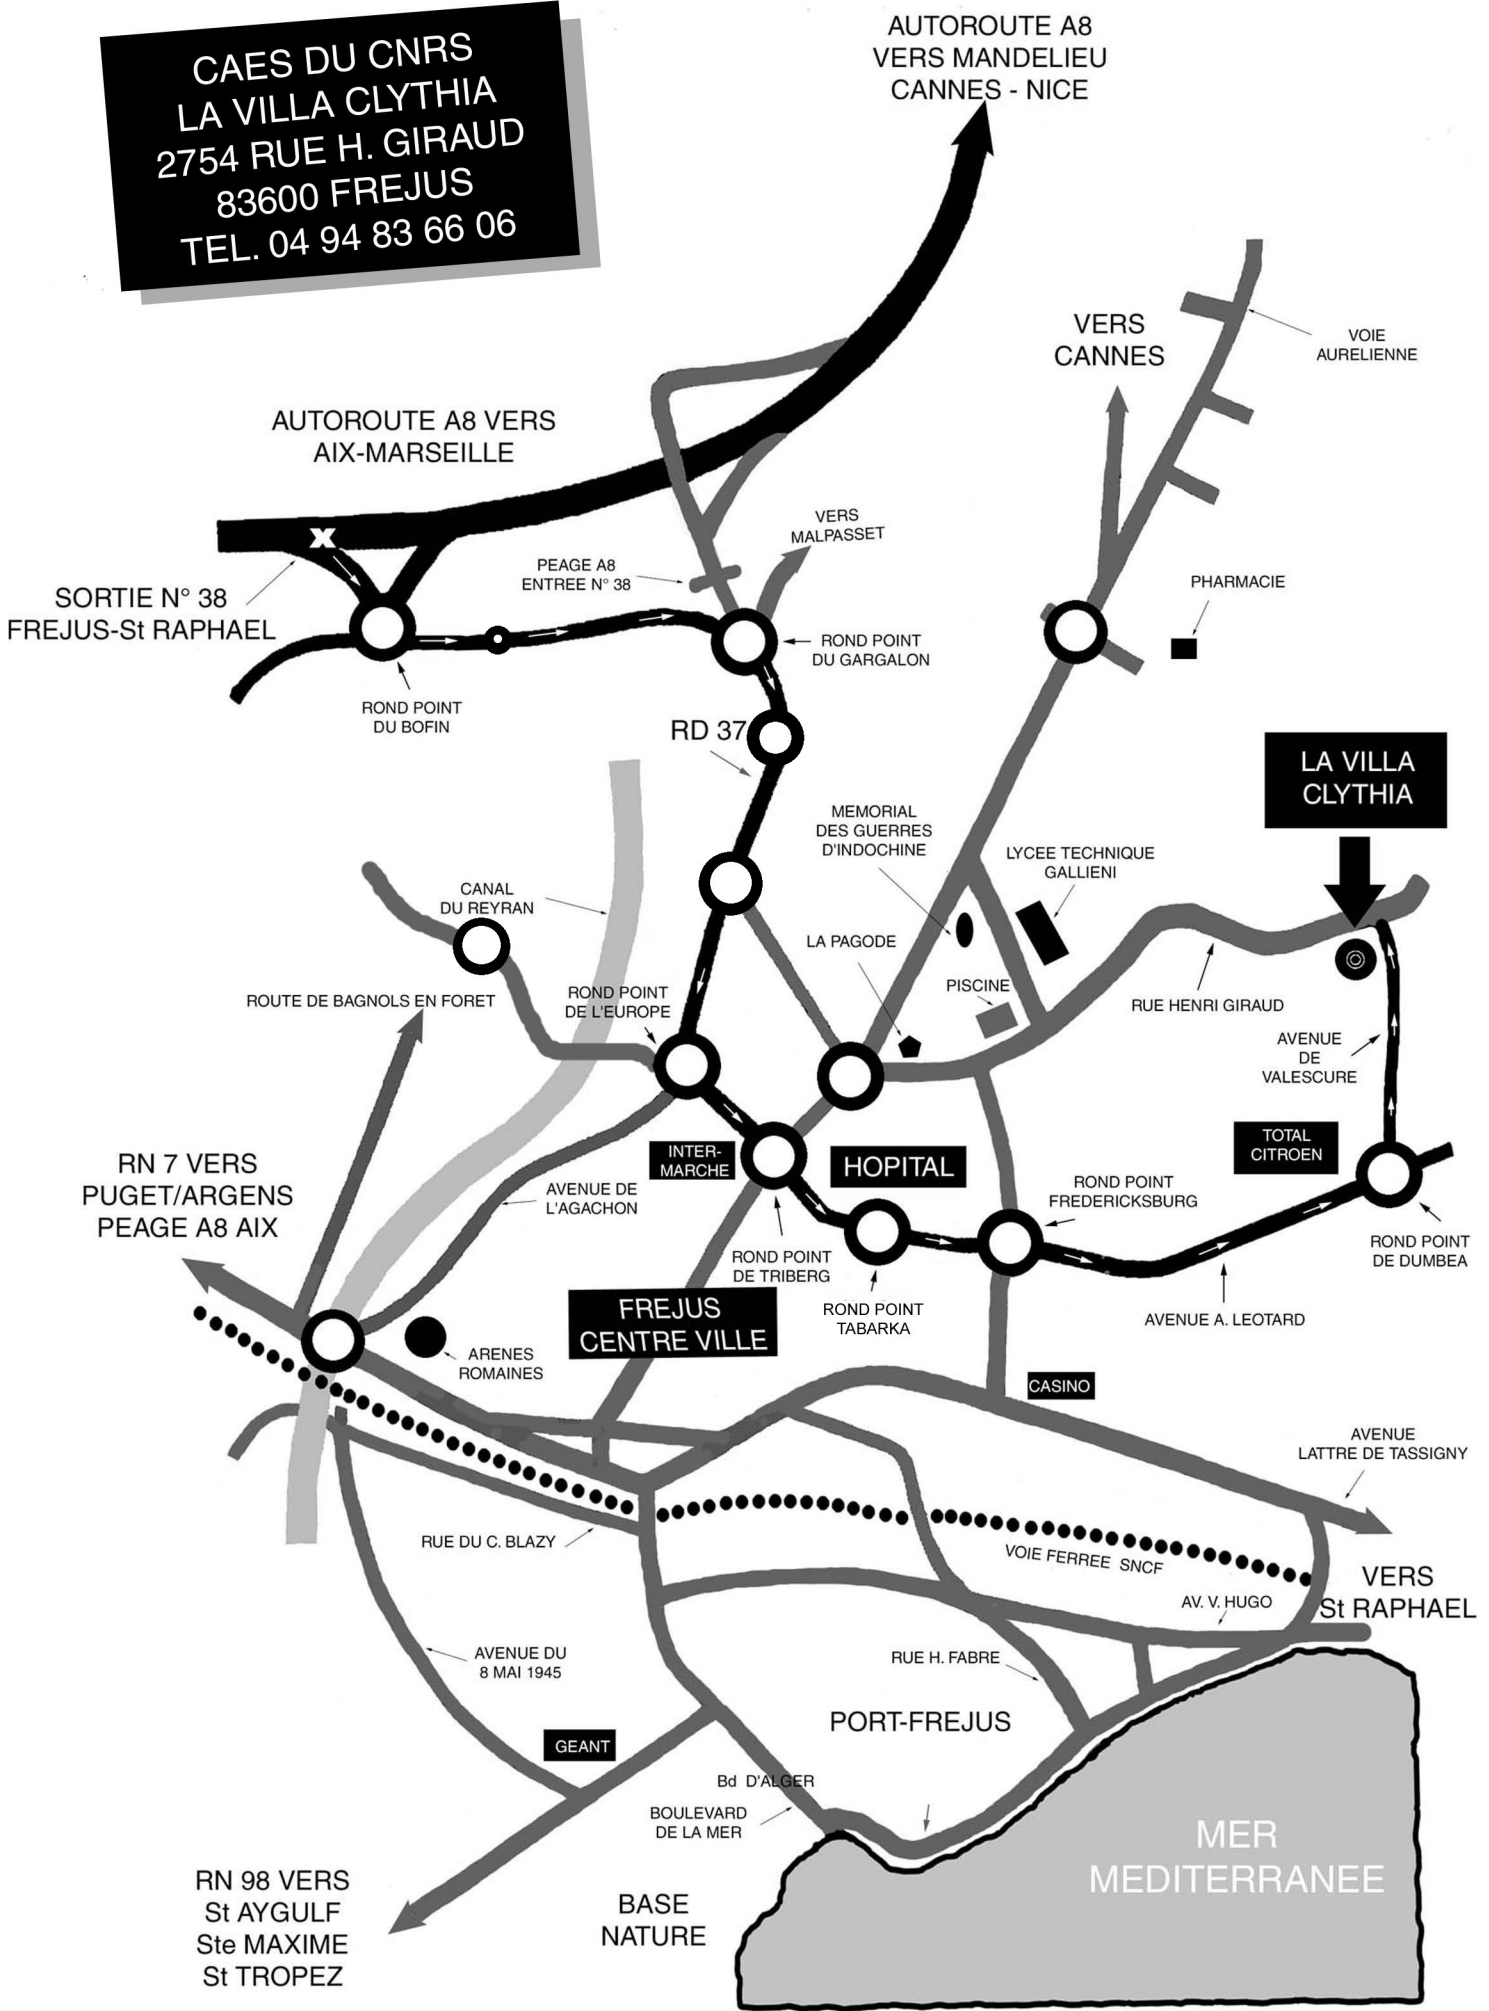 CAES DU CNRS
LA VILLA CLYTHIA
2754 RUE H. GIRAUD
83600 FREJUS
TEL. 04 94 83 66 06
AUTOROUTE A8
VERS MANDELIEU
CANNES - NICE
VERS
CANNES
VOIE
AURELIENNE
AUTOROUTE A8 VERS
AIX-MARSEILLE
x
VERS
MALPASSET
PEAGE A8
ENTREE N° 38
PHARMACIE
SORTIE N° 38
FREJUS-St RAPHAEL
ROND POINT
DU GARGALON
ROND POINT
DU BOFIN
RD 37
LA VILLA
CLYTHIA
MEMORIAL
DES GUERRES
D'INDOCHINE
LYCEE TECHNIQUE
GALLIENI
CANAL
DU REYRAN
LA PAGODE
PISCINE
ROUTE DE BAGNOLS EN FORET
ROND POINT
DE L'EUROPE
RUE HENRI GIRAUD
AVENUE
DE
VALESCURE
INTER-
MARCHE
HOPITAL
TOTAL
CITROEN
RN 7 VERS
PUGET/ARGENS
PEAGE A8 AIX
AVENUE DE
L'AGACHON
ROND POINT
FREDERICKSBURG
ROND POINT
DE TRIBERG
ROND POINT
DE DUMBEA
ROND POINT
TABARKA
AVENUE A. LEOTARD
FREJUS
CENTRE VILLE
ARENES
ROMAINES
CASINO
AVENUE
LATTRE DE TASSIGNY
RUE DU C. BLAZY
VOIE FERREE SNCF
VERS
St RAPHAEL
AV. V. HUGO
AVENUE DU
8 MAI 1945
RUE H. FABRE
PORT-FREJUS
GEANT
Bd D'ALGER
BOULEVARD
DE LA MER
MER
MEDITERRANEE
RN 98 VERS
St AYGULF
Ste MAXIME
St TROPEZ
BASE
NATURE